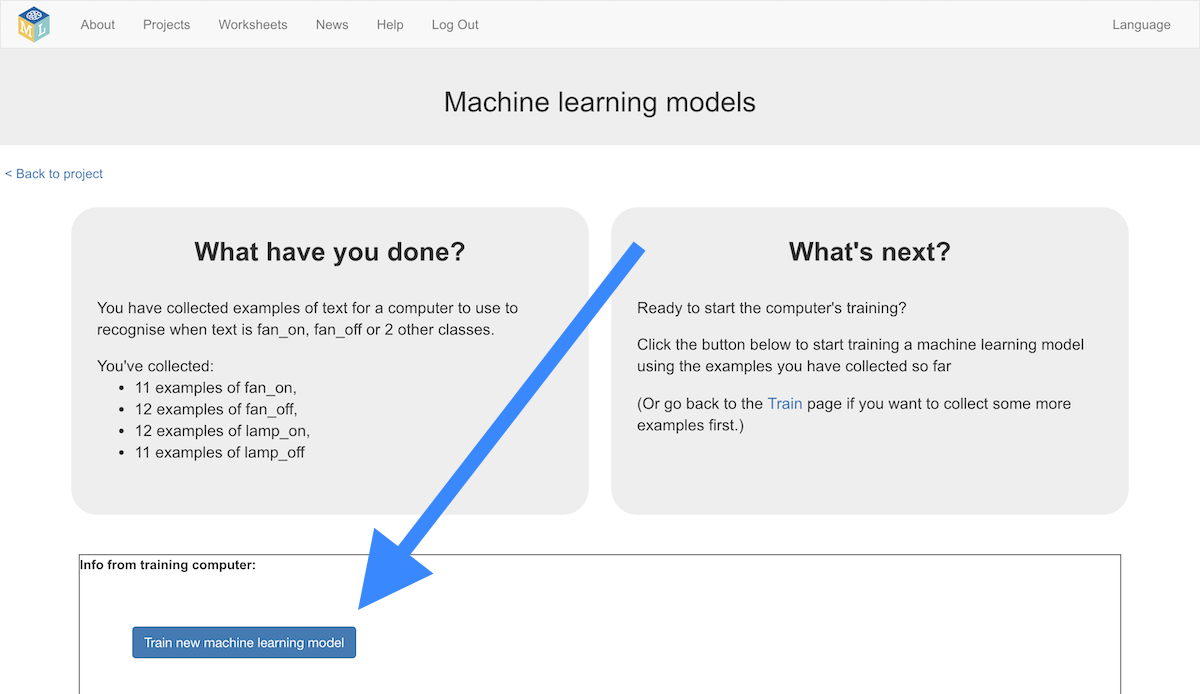 M L
About Projects Worksheets News Help Log Out Language
Machine learning models
< Back to project
What have you done?
You have collected examples of text for a computer to use to
recognise when text is fan_on, fan_off or 2 other classes.
You've collected:
• 11 examples of fan_on,
• 12 examples of fan_off,
• 12 examples of lamp_on,
• 11 examples of lamp_off
What's next?
Ready to start the computer's training?
Click the button below to start training a machine learning model
using the examples you have collected so far
(Or go back to the Train page if you want to collect some more
examples first.)
Info from training computer:
Train new machine learning model